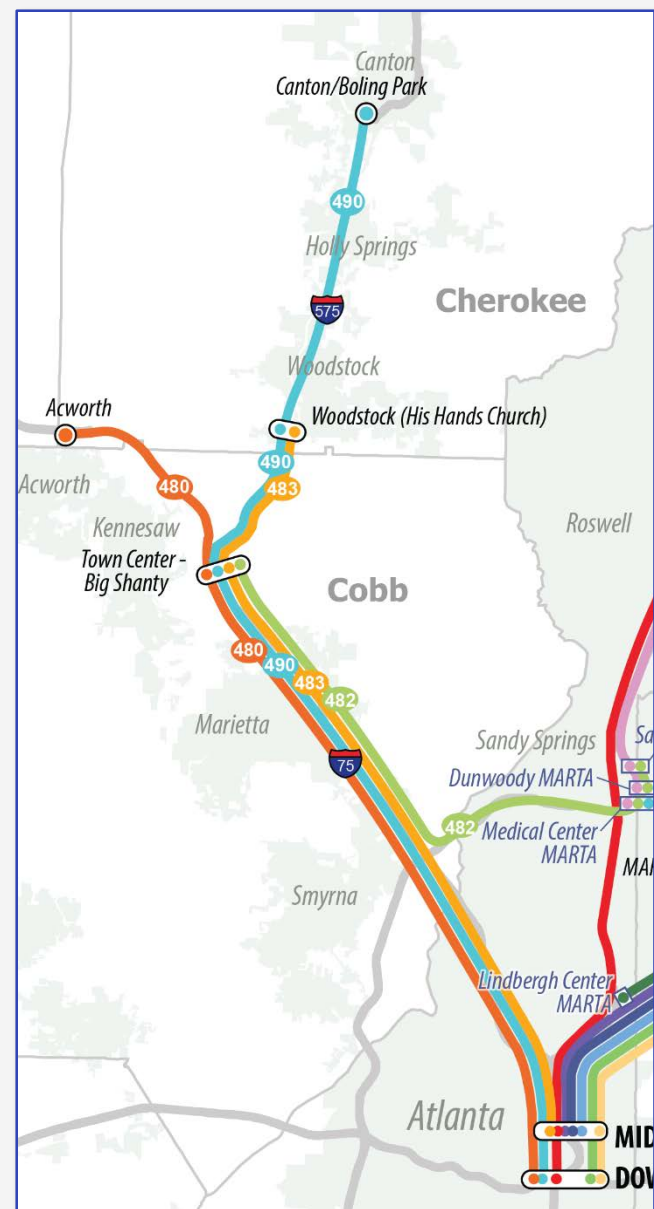 Canton
Canton/Boling Park
490
Holly Springs
575
Cherokee
Woodstock
Acworth
Woodstock (His Hands Church)
490
483
480
Acworth
Kennesaw
Roswell
Town Center -
Big Shanty
Cobb
480
490
483
482
Marietta
75
Sandy Springs
Dunwoody MARTA
482
Medical Center
MARTA
Smyrna
Lindbergh Center
MARTA
Atlanta